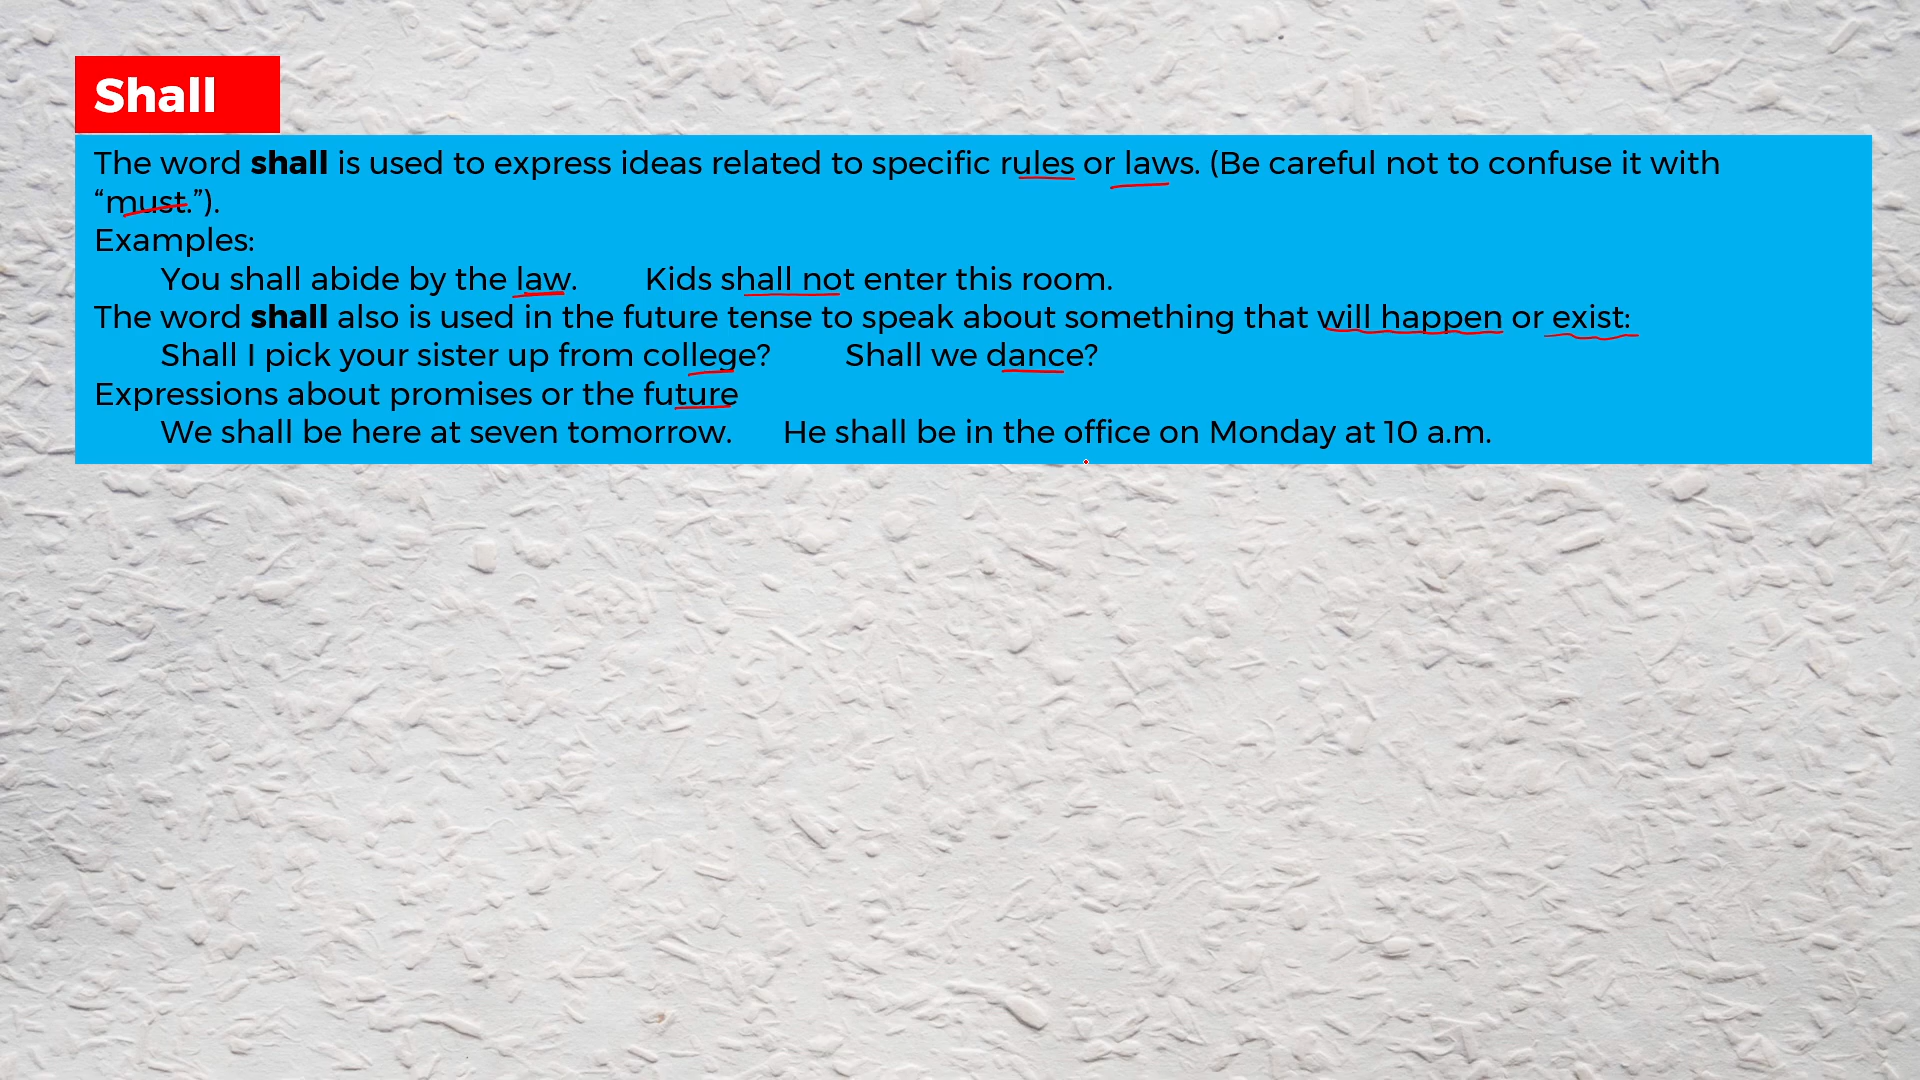 Shall
The word shall is used to express ideas related to specific rules or laws. (Be careful not to confuse it with
“must.”).
Examples:
You shall abide by the law. Kids shall not enter this room.
The word shall also is used in the future tense to speak about something that will happen or exist:
Shall I pick your sister up from college? Shall we dance?
Expressions about promises or the future
We shall be here at seven tomorrow. He shall be in the office on Monday at 10 a.m.